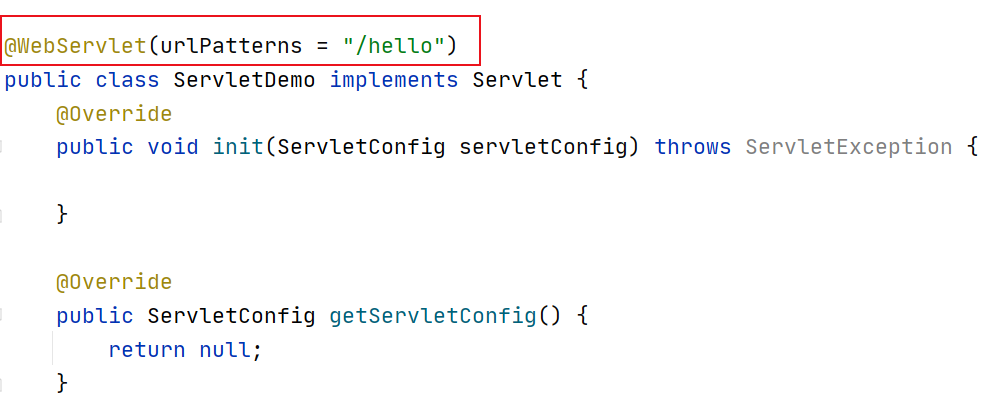 @WebServlet(urlPatterns = "/hello")
public class ServletDemo implements Servlet {
    @Override
    public void init(ServletConfig servletConfig) throws ServletException {
    }
    @Override
    public ServletConfig getServletConfig() {
        return null;
    }